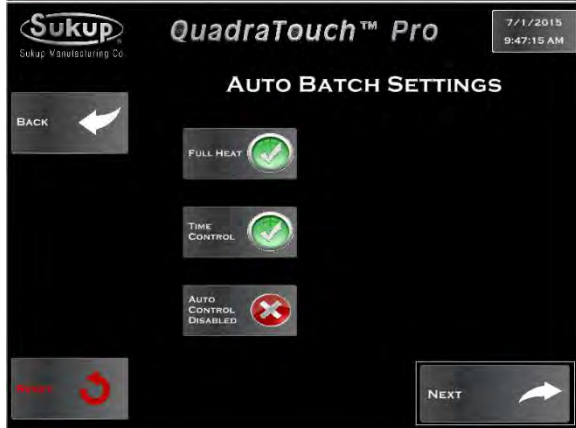 Sukup
Sukup Manufacturing Co.
QuadraTouch™ Pro
7/1/2015
9:47:15 AM
AUTO BATCH SETTINGS
BACK
FULL HEAT
TIME
CONTROL
AUTO
CONTROL
DISABLED
RESET
NEXT